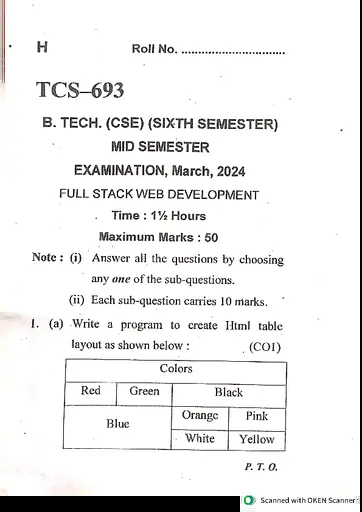 H
Roll No. ..............................
TCS–693
B. TECH. (CSE) (SIXTH SEMESTER)
MID SEMESTER
EXAMINATION, March, 2024
FULL STACK WEB DEVELOPMENT
Time : 1½ Hours
Maximum Marks : 50
Note : (i) Answer all the questions by choosing
any one of the sub-questions.
(ii) Each sub-question carries 10 marks.
1. (a) Write a program to create Html table
layout as shown below : (CO1)
Colors
Red Green Black
Blue
Orange Pink
White Yellow
P. T. O.
Scanned with OKEN Scanner